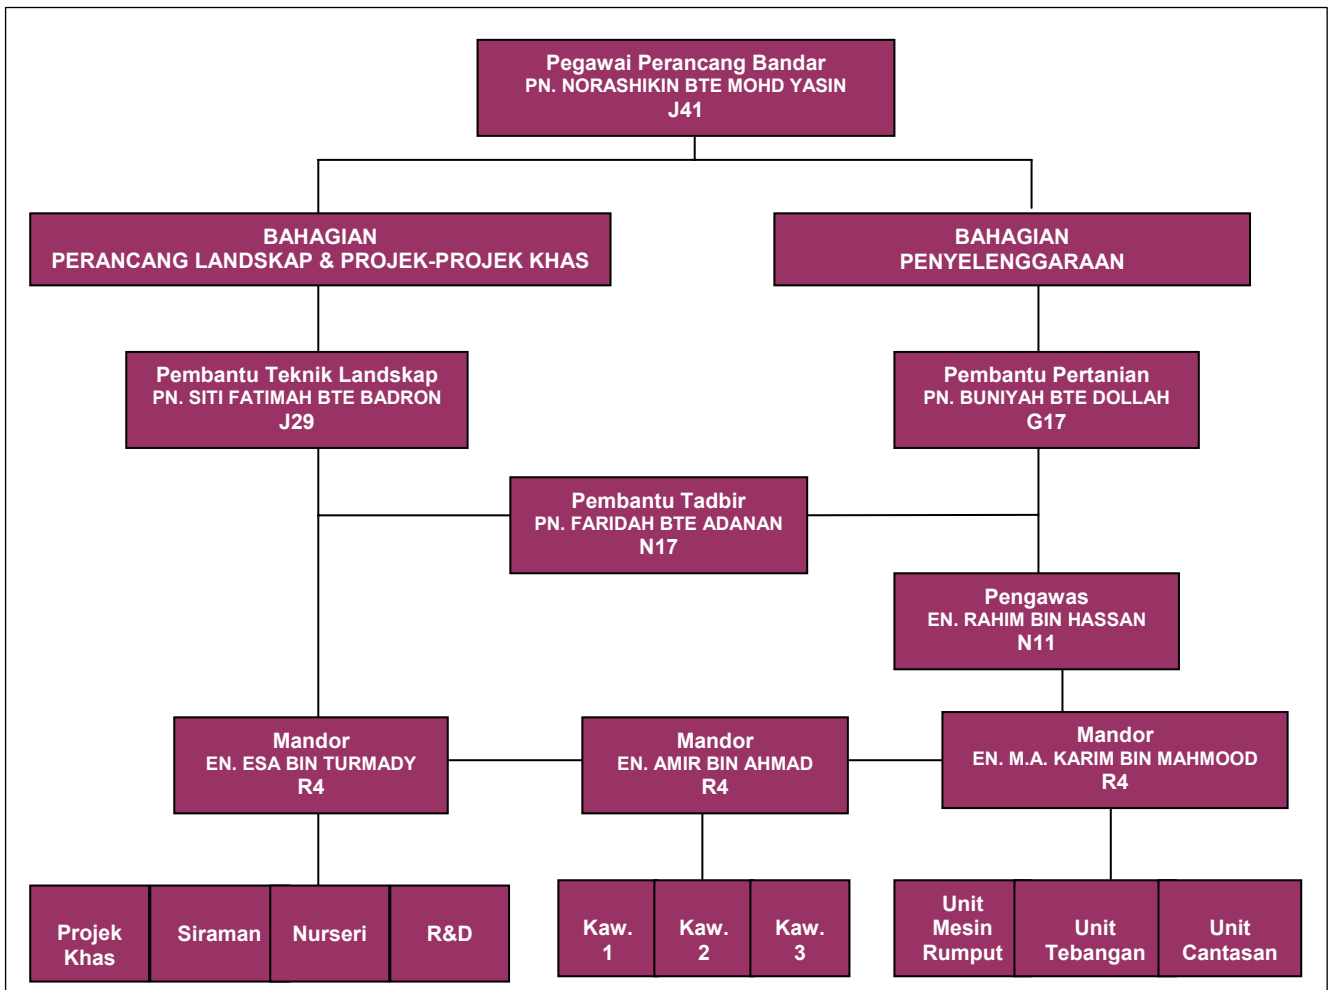 Pegawai Perancang Bandar
PN. NORASHIKIN BTE MOHD YASIN
J41
BAHAGIAN
PERANCANG LANDSKAP & PROJEK-PROJEK KHAS
BAHAGIAN
PENYELENGGARAAN
Pembantu Teknik Landskap
PN. SITI FATIMAH BTE BADRON
J29
Pembantu Pertanian
PN. BUNIYAH BTE DOLLAH
G17
Pembantu Tadbir
PN. FARIDAH BTE ADANAN
N17
Pengawas
EN. RAHIM BIN HASSAN
N11
Mandor
EN. ESA BIN TURMADY
R4
Mandor
EN. AMIR BIN AHMAD
R4
Mandor
EN. M.A. KARIM BIN MAHMOOD
R4
Projek
Khas
Siraman
Nurseri
R&D
Kaw.
1
Kaw.
2
Kaw.
3
Unit
Mesin
Rumput
Unit
Tebangan
Unit
Cantasan